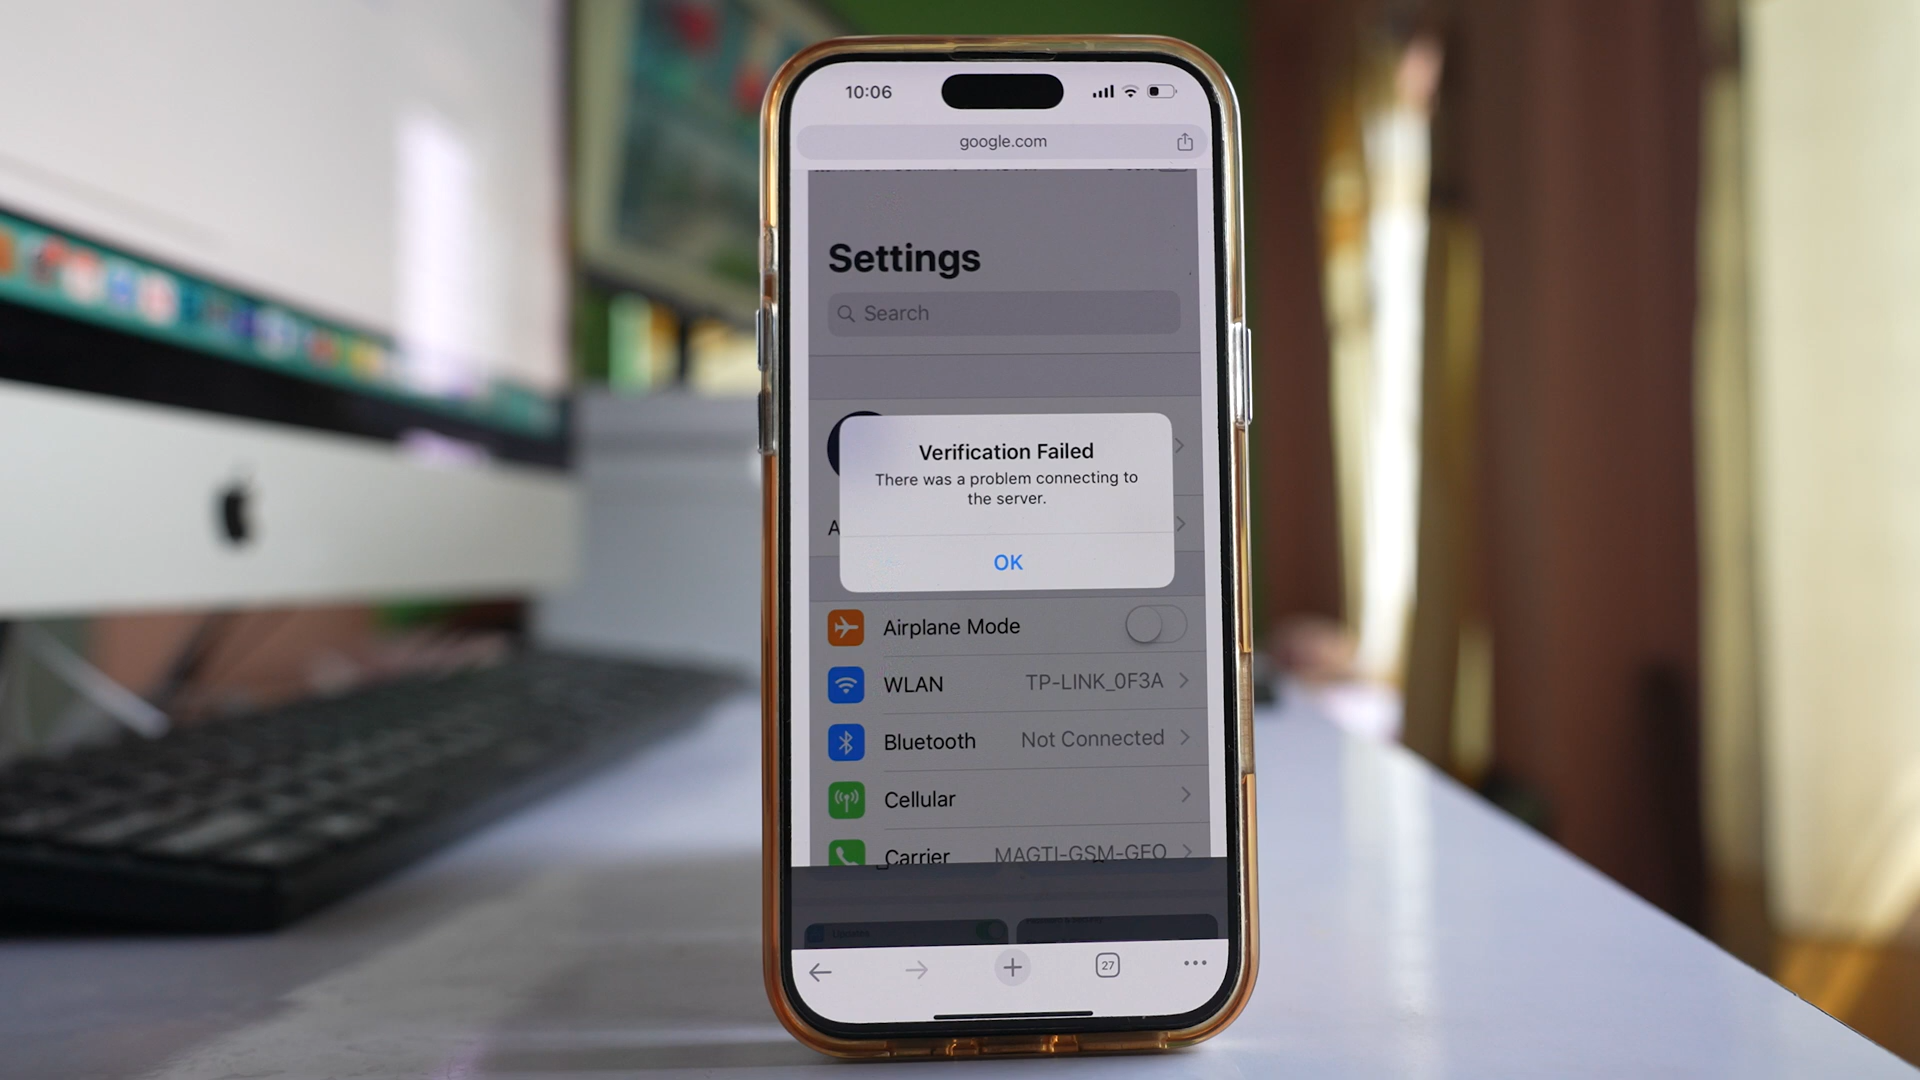 10:06
google.com
Settings
Search
Verification Failed
There was a problem connecting to
the server.
A
OK
Airplane Mode
WLAN TP-LINK_0F3A
Bluetooth Not Connected
Cellular
Carrier MAGTI-GSM-GEO
Updates
27